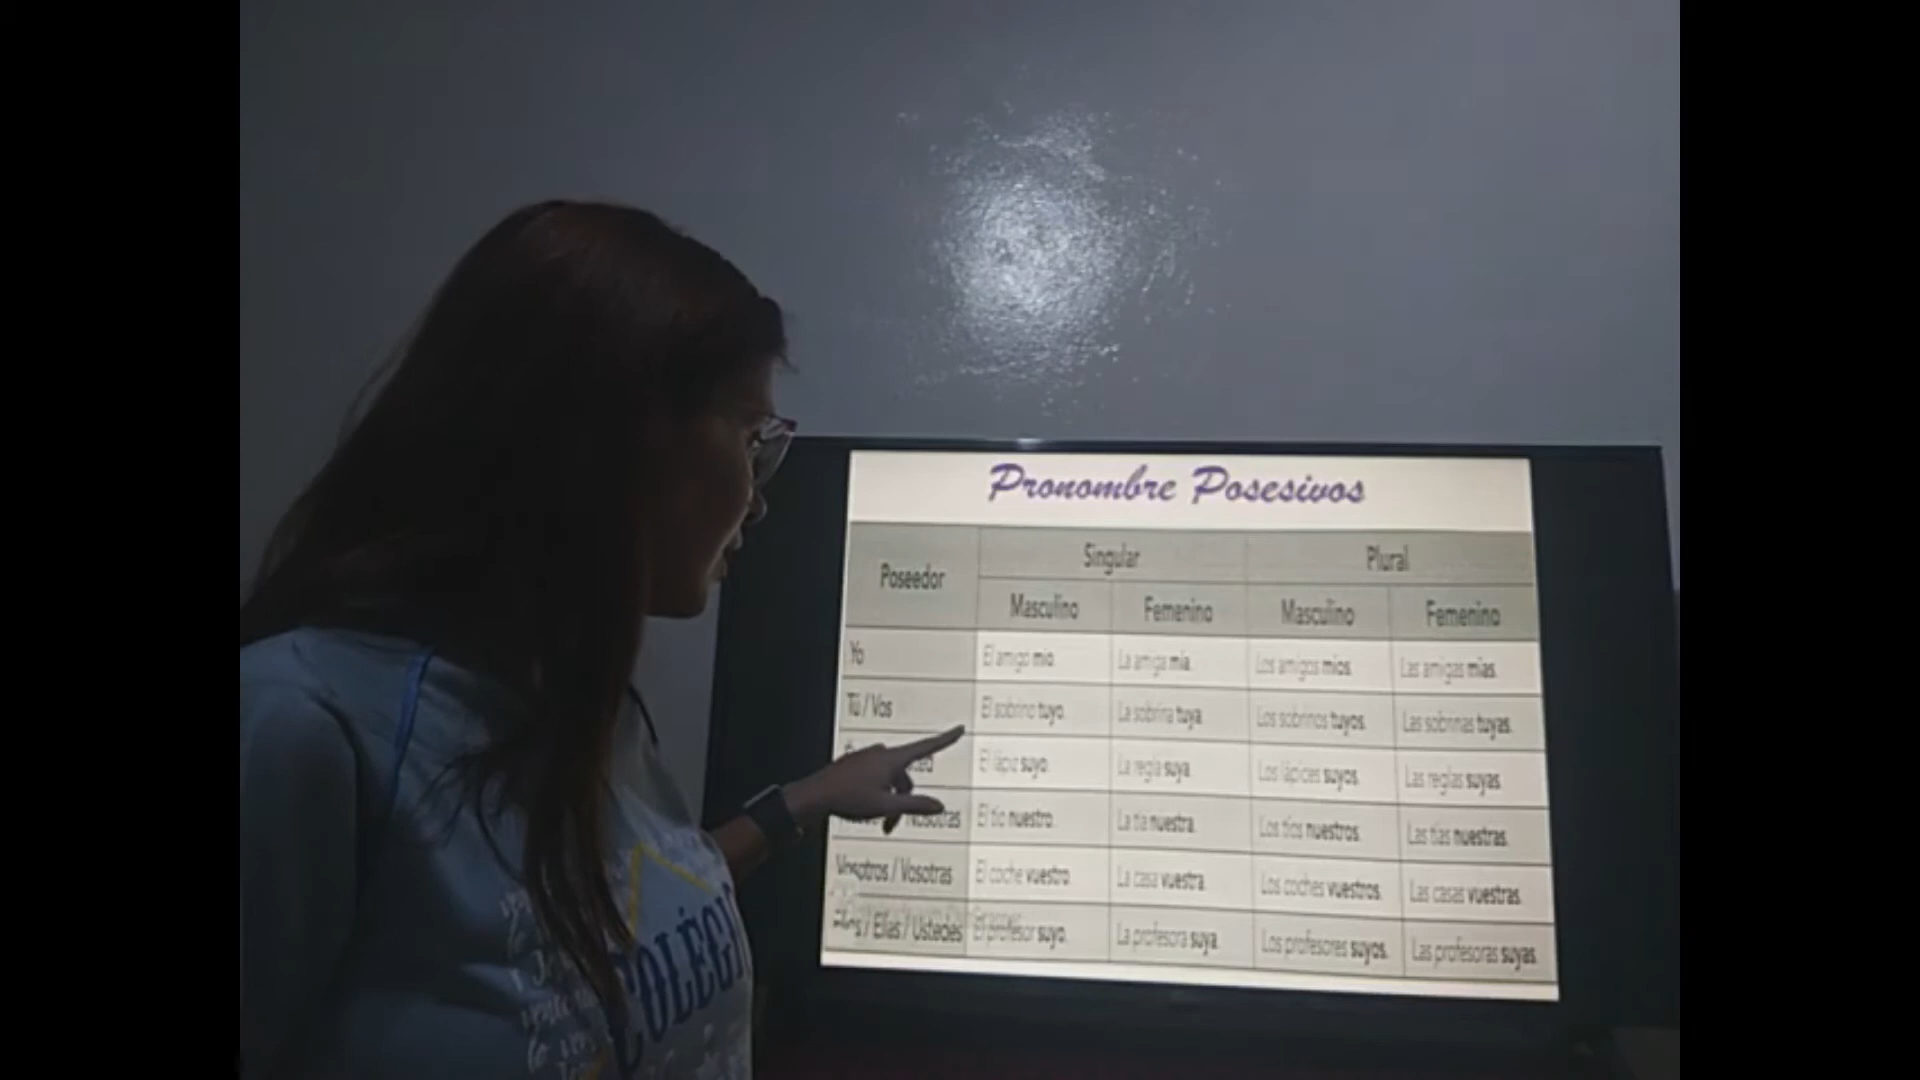 Pronombre Posesivos
Poseedor Singular Plural
Masculino Femenino Masculino Femenino
Yo El amigo mío. La amiga mía. Los amigos míos. Las amigas mías.
Tú / Vos El sobrino tuyo. La sobrina tuya. Los sobrinos tuyos. Las sobrinas tuyas.
El lápiz suyo. La regla suya. Los lápices suyos. Las reglas suyas.
Nosotras El tío nuestro. La tía nuestra. Los tíos nuestros. Las tías nuestras.
Vosotros / Vosotras El coche vuestro. La casa vuestra. Los coches vuestros. Las casas vuestras.
/ Ellas / Ustedes El profesor suyo. La profesora suya. Los profesores suyos. Las profesoras suyas.